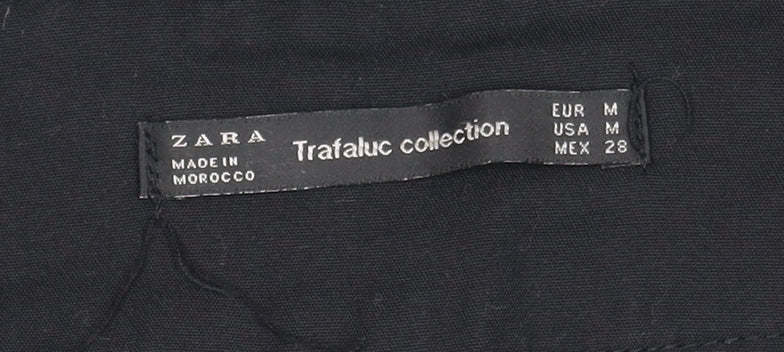 ZARA
MADE IN
MOROCCO
Trafaluc collection
EUR M
USA M
MEX 28